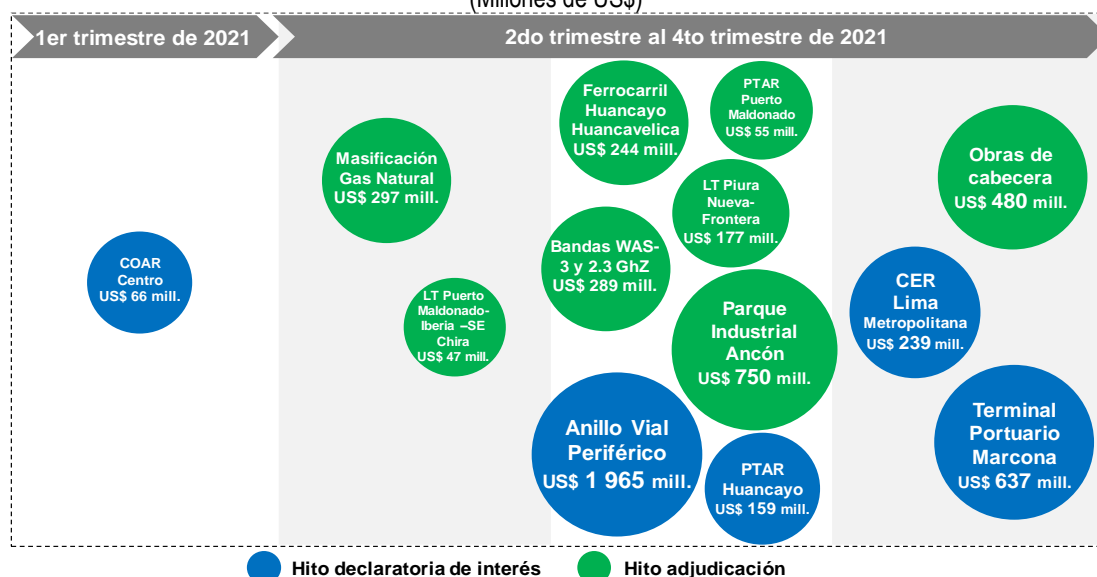 (Millones de US$)
1er trimestre de 2021
2do trimestre al 4to trimestre de 2021
COAR
Centro
US$ 66 mill.
Masificación
Gas Natural
US$ 297 mill.
LT Puerto
Maldonado-
Iberia –SE
Chira
US$ 47 mill.
Ferrocarril
Huancayo
Huancavelica
US$ 244 mill.
PTAR
Puerto
Maldonado
US$ 55 mill.
LT Piura
Nueva-
Frontera
US$ 177 mill.
Bandas WAS-
3 y 2.3 GhZ
US$ 289 mill.
Parque
Industrial
Ancón
US$ 750 mill.
Anillo Vial
Periférico
US$ 1 965 mill.
PTAR
Huancayo
US$ 159 mill.
Obras de
cabecera
US$ 480 mill.
CER
Lima
Metropolitana
US$ 239 mill.
Terminal
Portuario
Marcona
US$ 637 mill.
Hito declaratoria de interés
Hito adjudicación